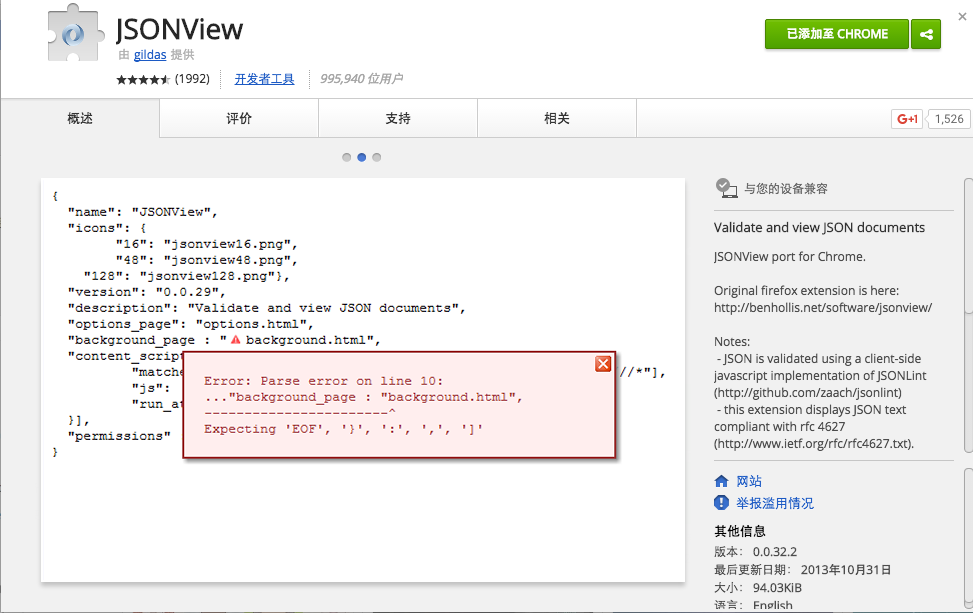 JSONView
由 gildas 提供
(1992) 开发者工具 995,940 位用户
已添加至 CHROME
概述 评价 支持 相关
G+1 1,526
{
"name": "JSONView",
"icons": {
"16": "jsonview16.png",
"48": "jsonview48.png",
"128": "jsonview128.png"},
"version": "0.0.29",
"description": "Validate and view JSON documents",
"options_page": "options.html",
"background_page : "background.html",
"content_script
"matche //*"],
"js":
"run_at
}],
"permissions"
}
Error: Parse error on line 10:
..."background_page : "background.html",
-----------------------^
Expecting 'EOF', '}', ':', ',', ']'
与您的设备兼容
Validate and view JSON documents
JSONView port for Chrome.
Original firefox extension is here:
http://benhollis.net/software/jsonview/
Notes:
- JSON is validated using a client-side
javascript implementation of JSONLint
(http://github.com/zaach/jsonlint)
- this extension displays JSON text
compliant with rfc 4627
(http://www.ietf.org/rfc/rfc4627.txt).
网站
举报滥用情况
其他信息
版本： 0.0.32.2
最后更新日期： 2013年10月31日
大小： 94.03KiB
语言： English